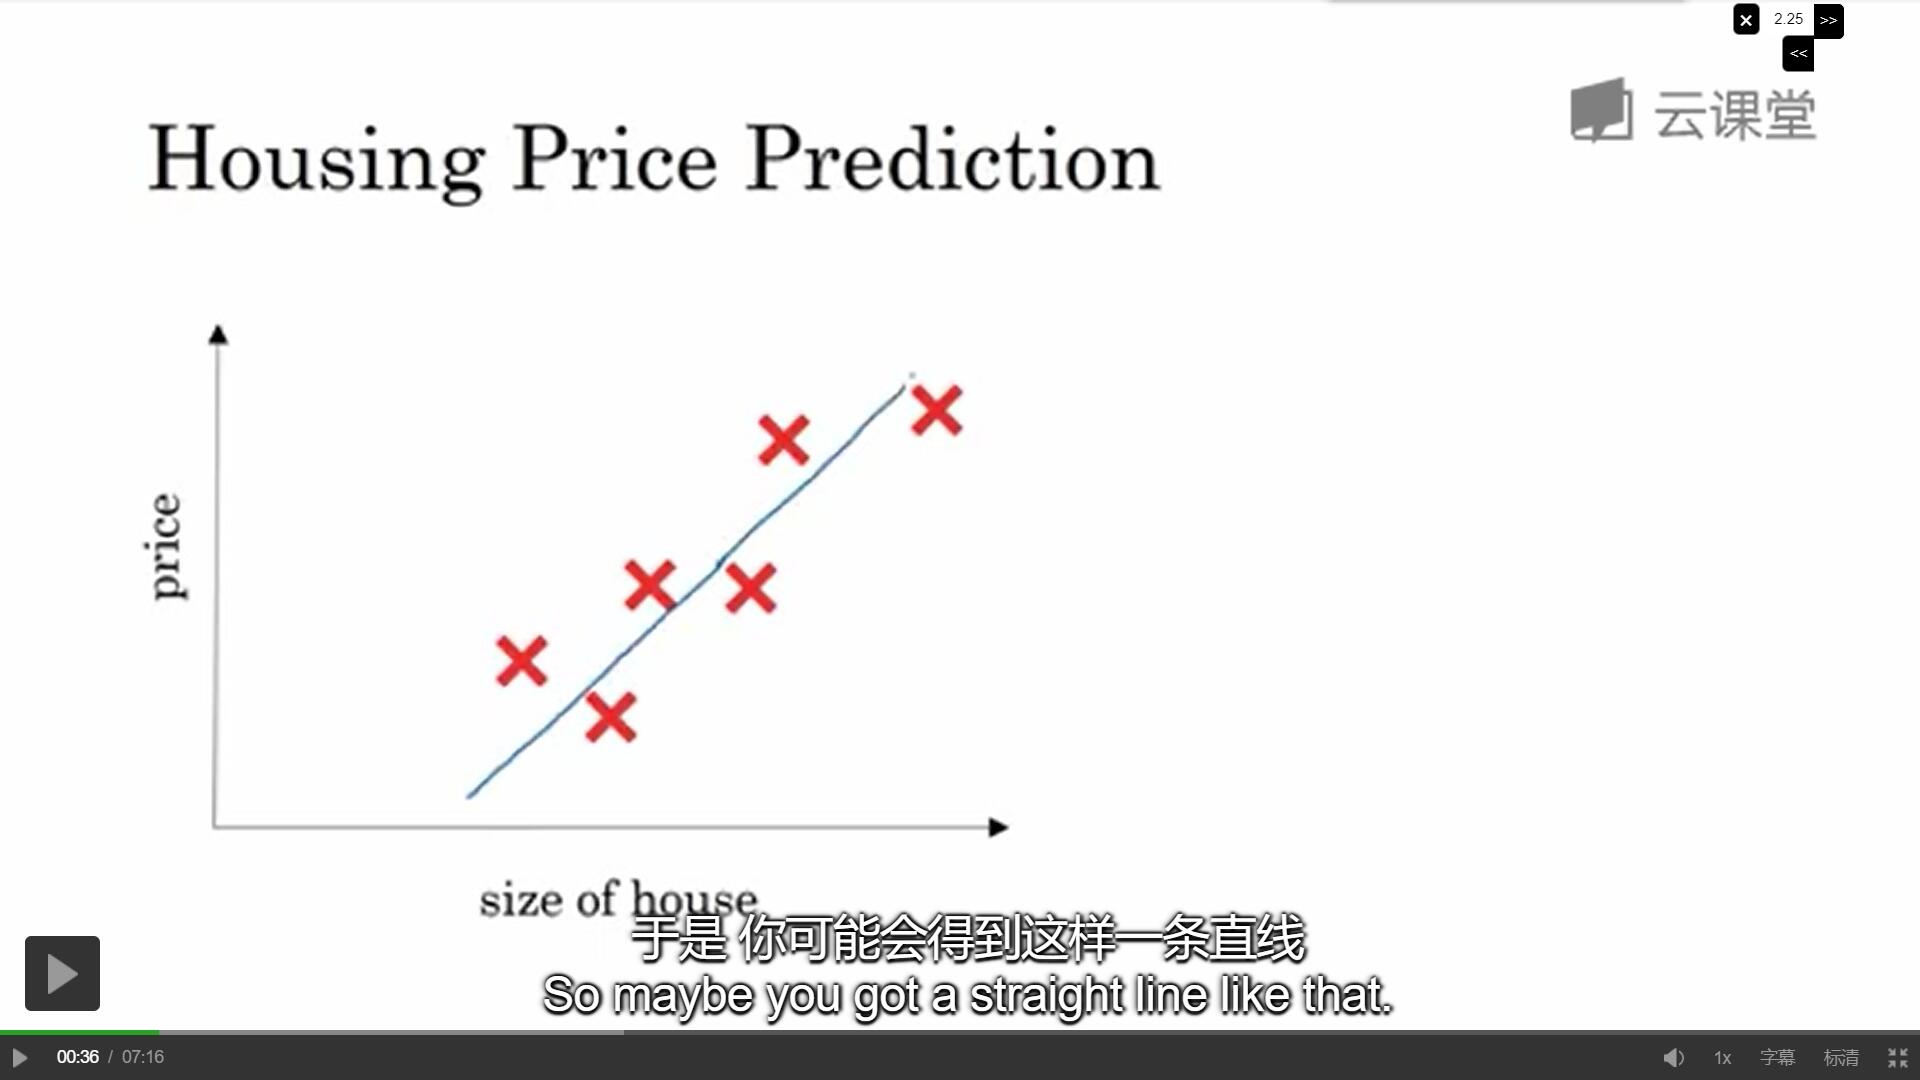 2.25 >>
<<
云课堂
Housing Price Prediction
price
size of house
于是 你可能会得到这样一条直线
So maybe you got a straight line like that.
00:36 / 07:16
1x 字幕 标清